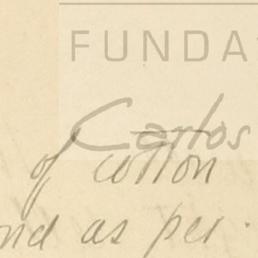 FUNDA
Carlos
of cotton
nd as per.